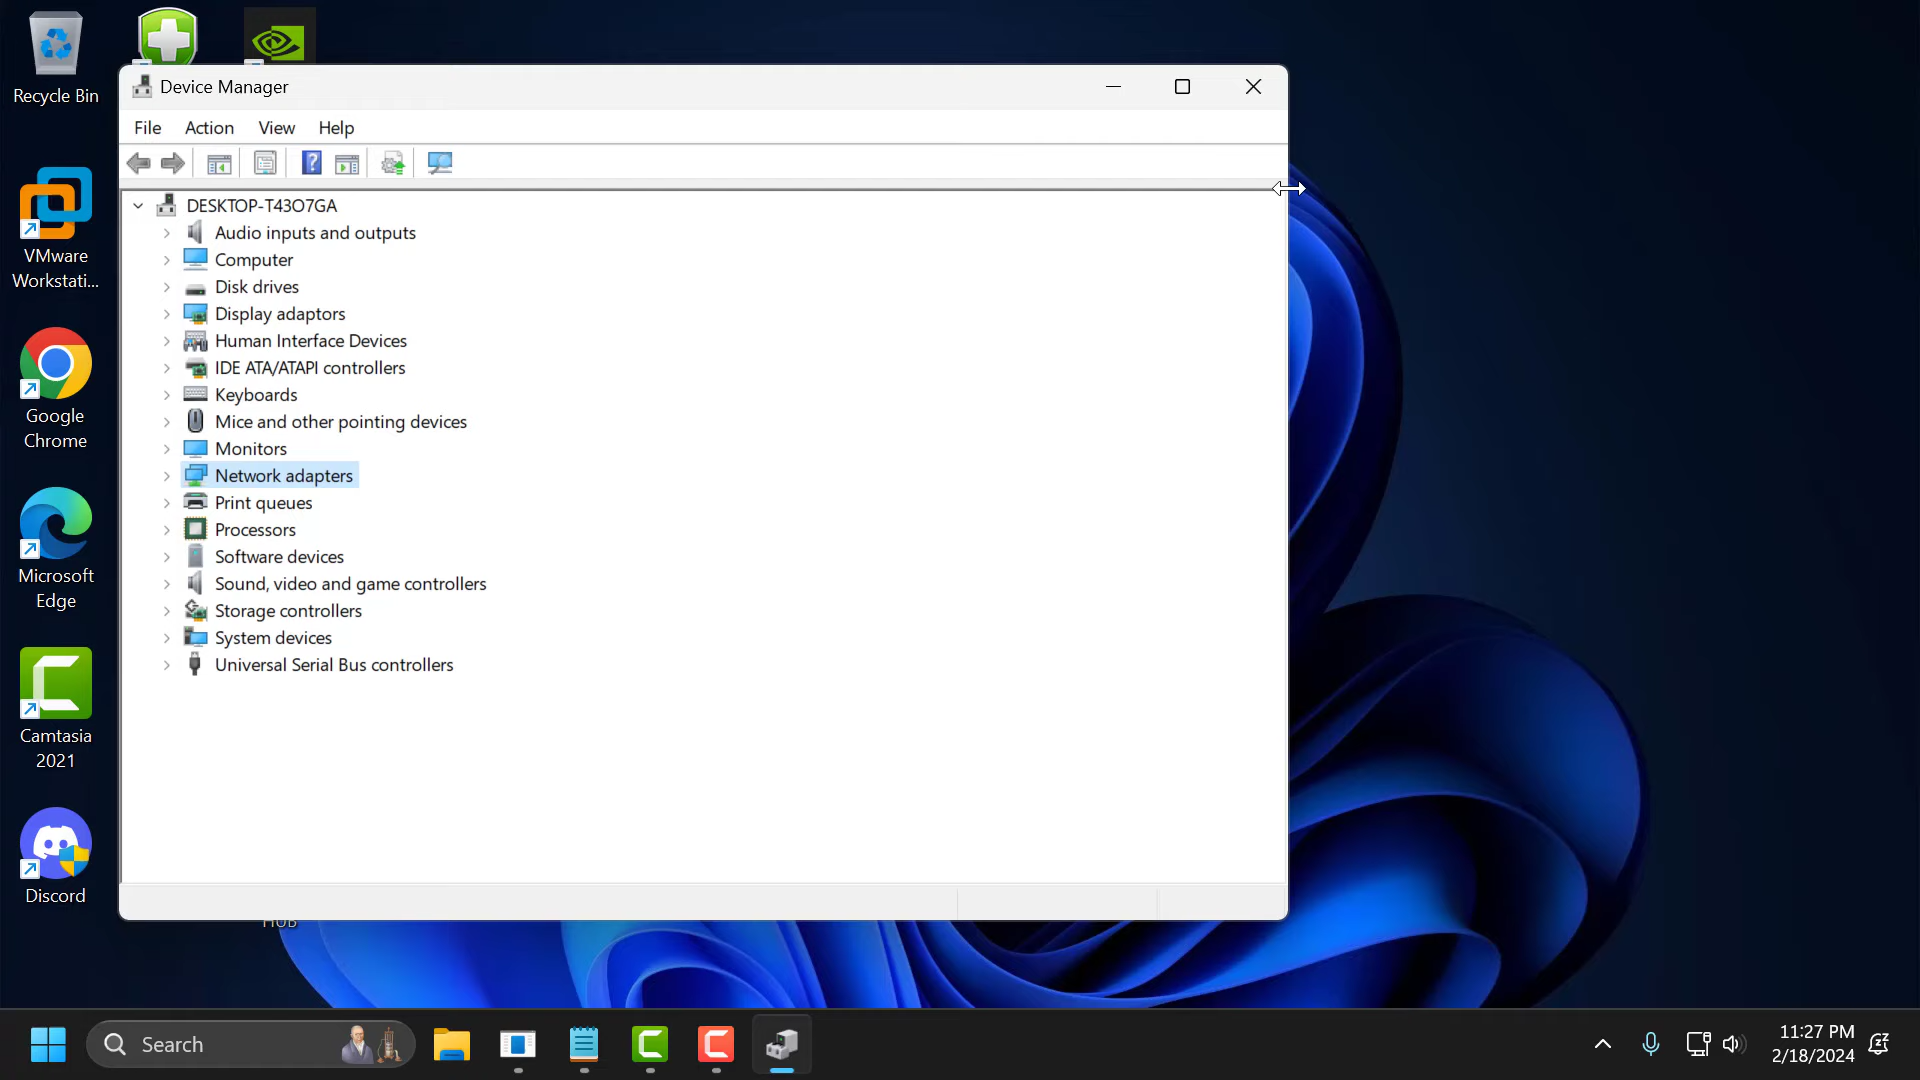 Recycle Bin
VMware
Workstati...
Google
Chrome
Microsoft
Edge
Camtasia
2021
Discord
Device Manager
File Action View Help
DESKTOP-T43O7GA
Audio inputs and outputs
Computer
Disk drives
Display adaptors
Human Interface Devices
IDE ATA/ATAPI controllers
Keyboards
Mice and other pointing devices
Monitors
Network adapters
Print queues
Processors
Software devices
Sound, video and game controllers
Storage controllers
System devices
Universal Serial Bus controllers
HUB
Search
11:27 PM
2/18/2024